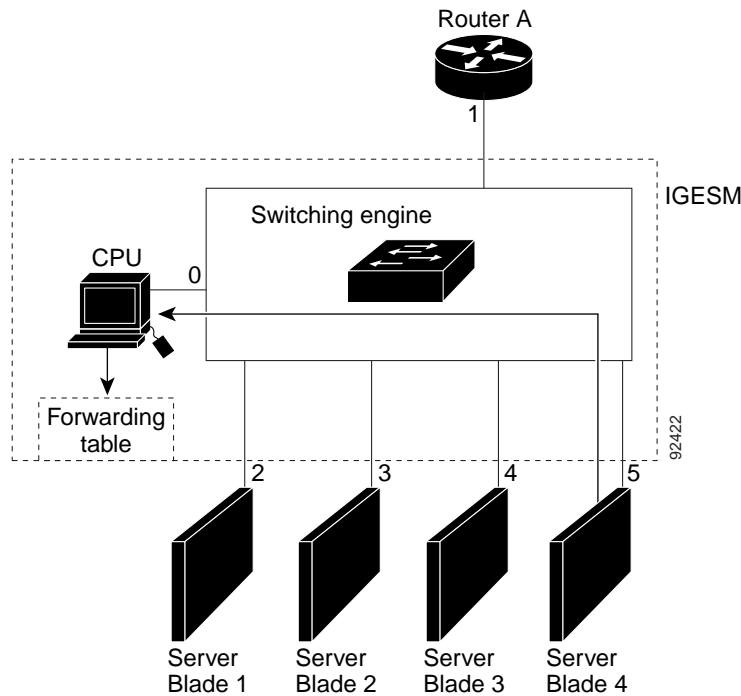 Router A
1
IGESM
Switching engine
CPU
0
Forwarding
table
92422
2
3
4
5
Server
Blade 1
Server
Blade 2
Server
Blade 3
Server
Blade 4